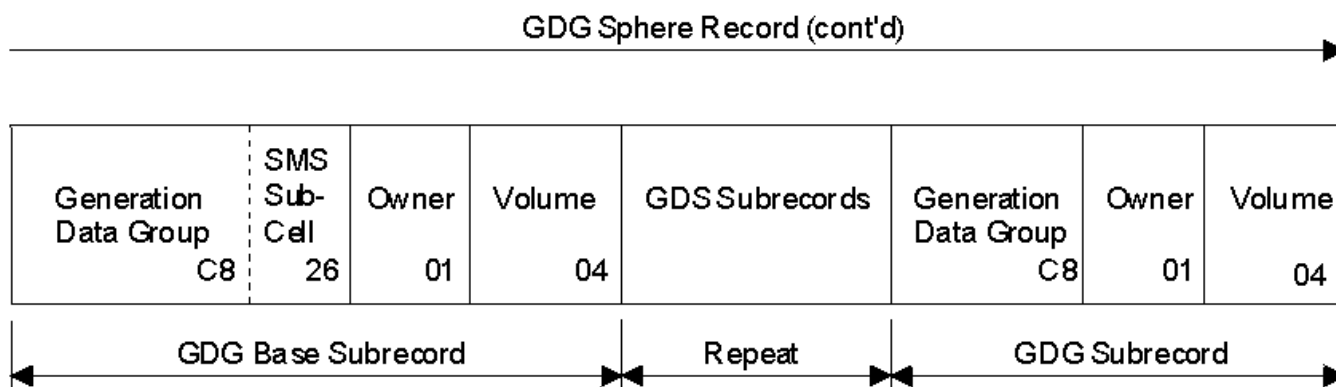 GDG Sphere Record (cont'd)
Generation
Data Group
C8
SMS
Sub-
Cell
26
Owner
01
Volume
04
GDS Subrecords
Generation
Data Group
C8
Owner
01
Volume
04
GDG Base Subrecord
Repeat
GDG Subrecord